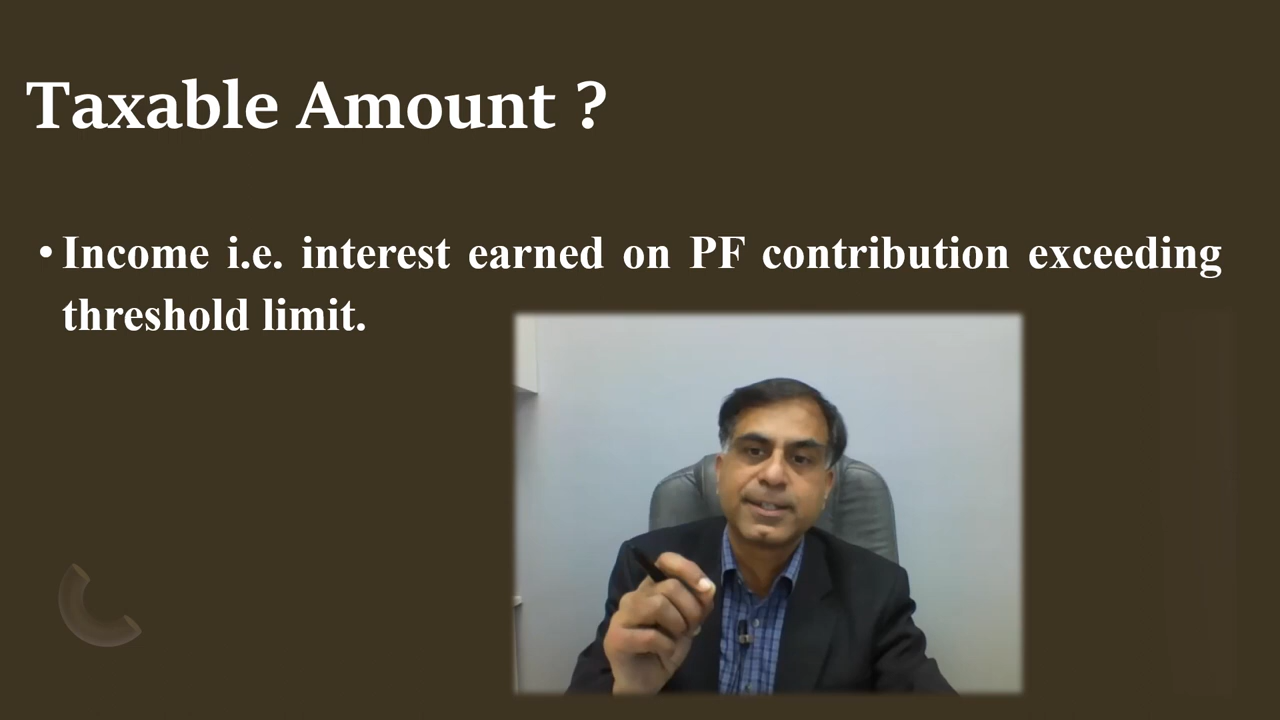 Taxable Amount ?
• Income i.e. interest earned on PF contribution exceeding
threshold limit.